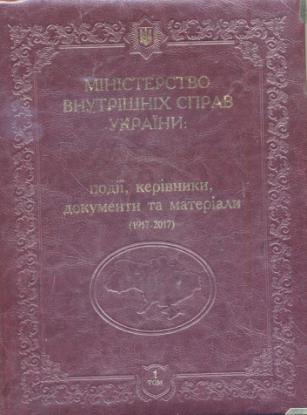 МІНІСТЕРСТВО
ВНУТРІШНІХ СПРАВ
УКРАЇНИ:
події, керівники,
документи та матеріали
(1917-2017)
1
ТОМ